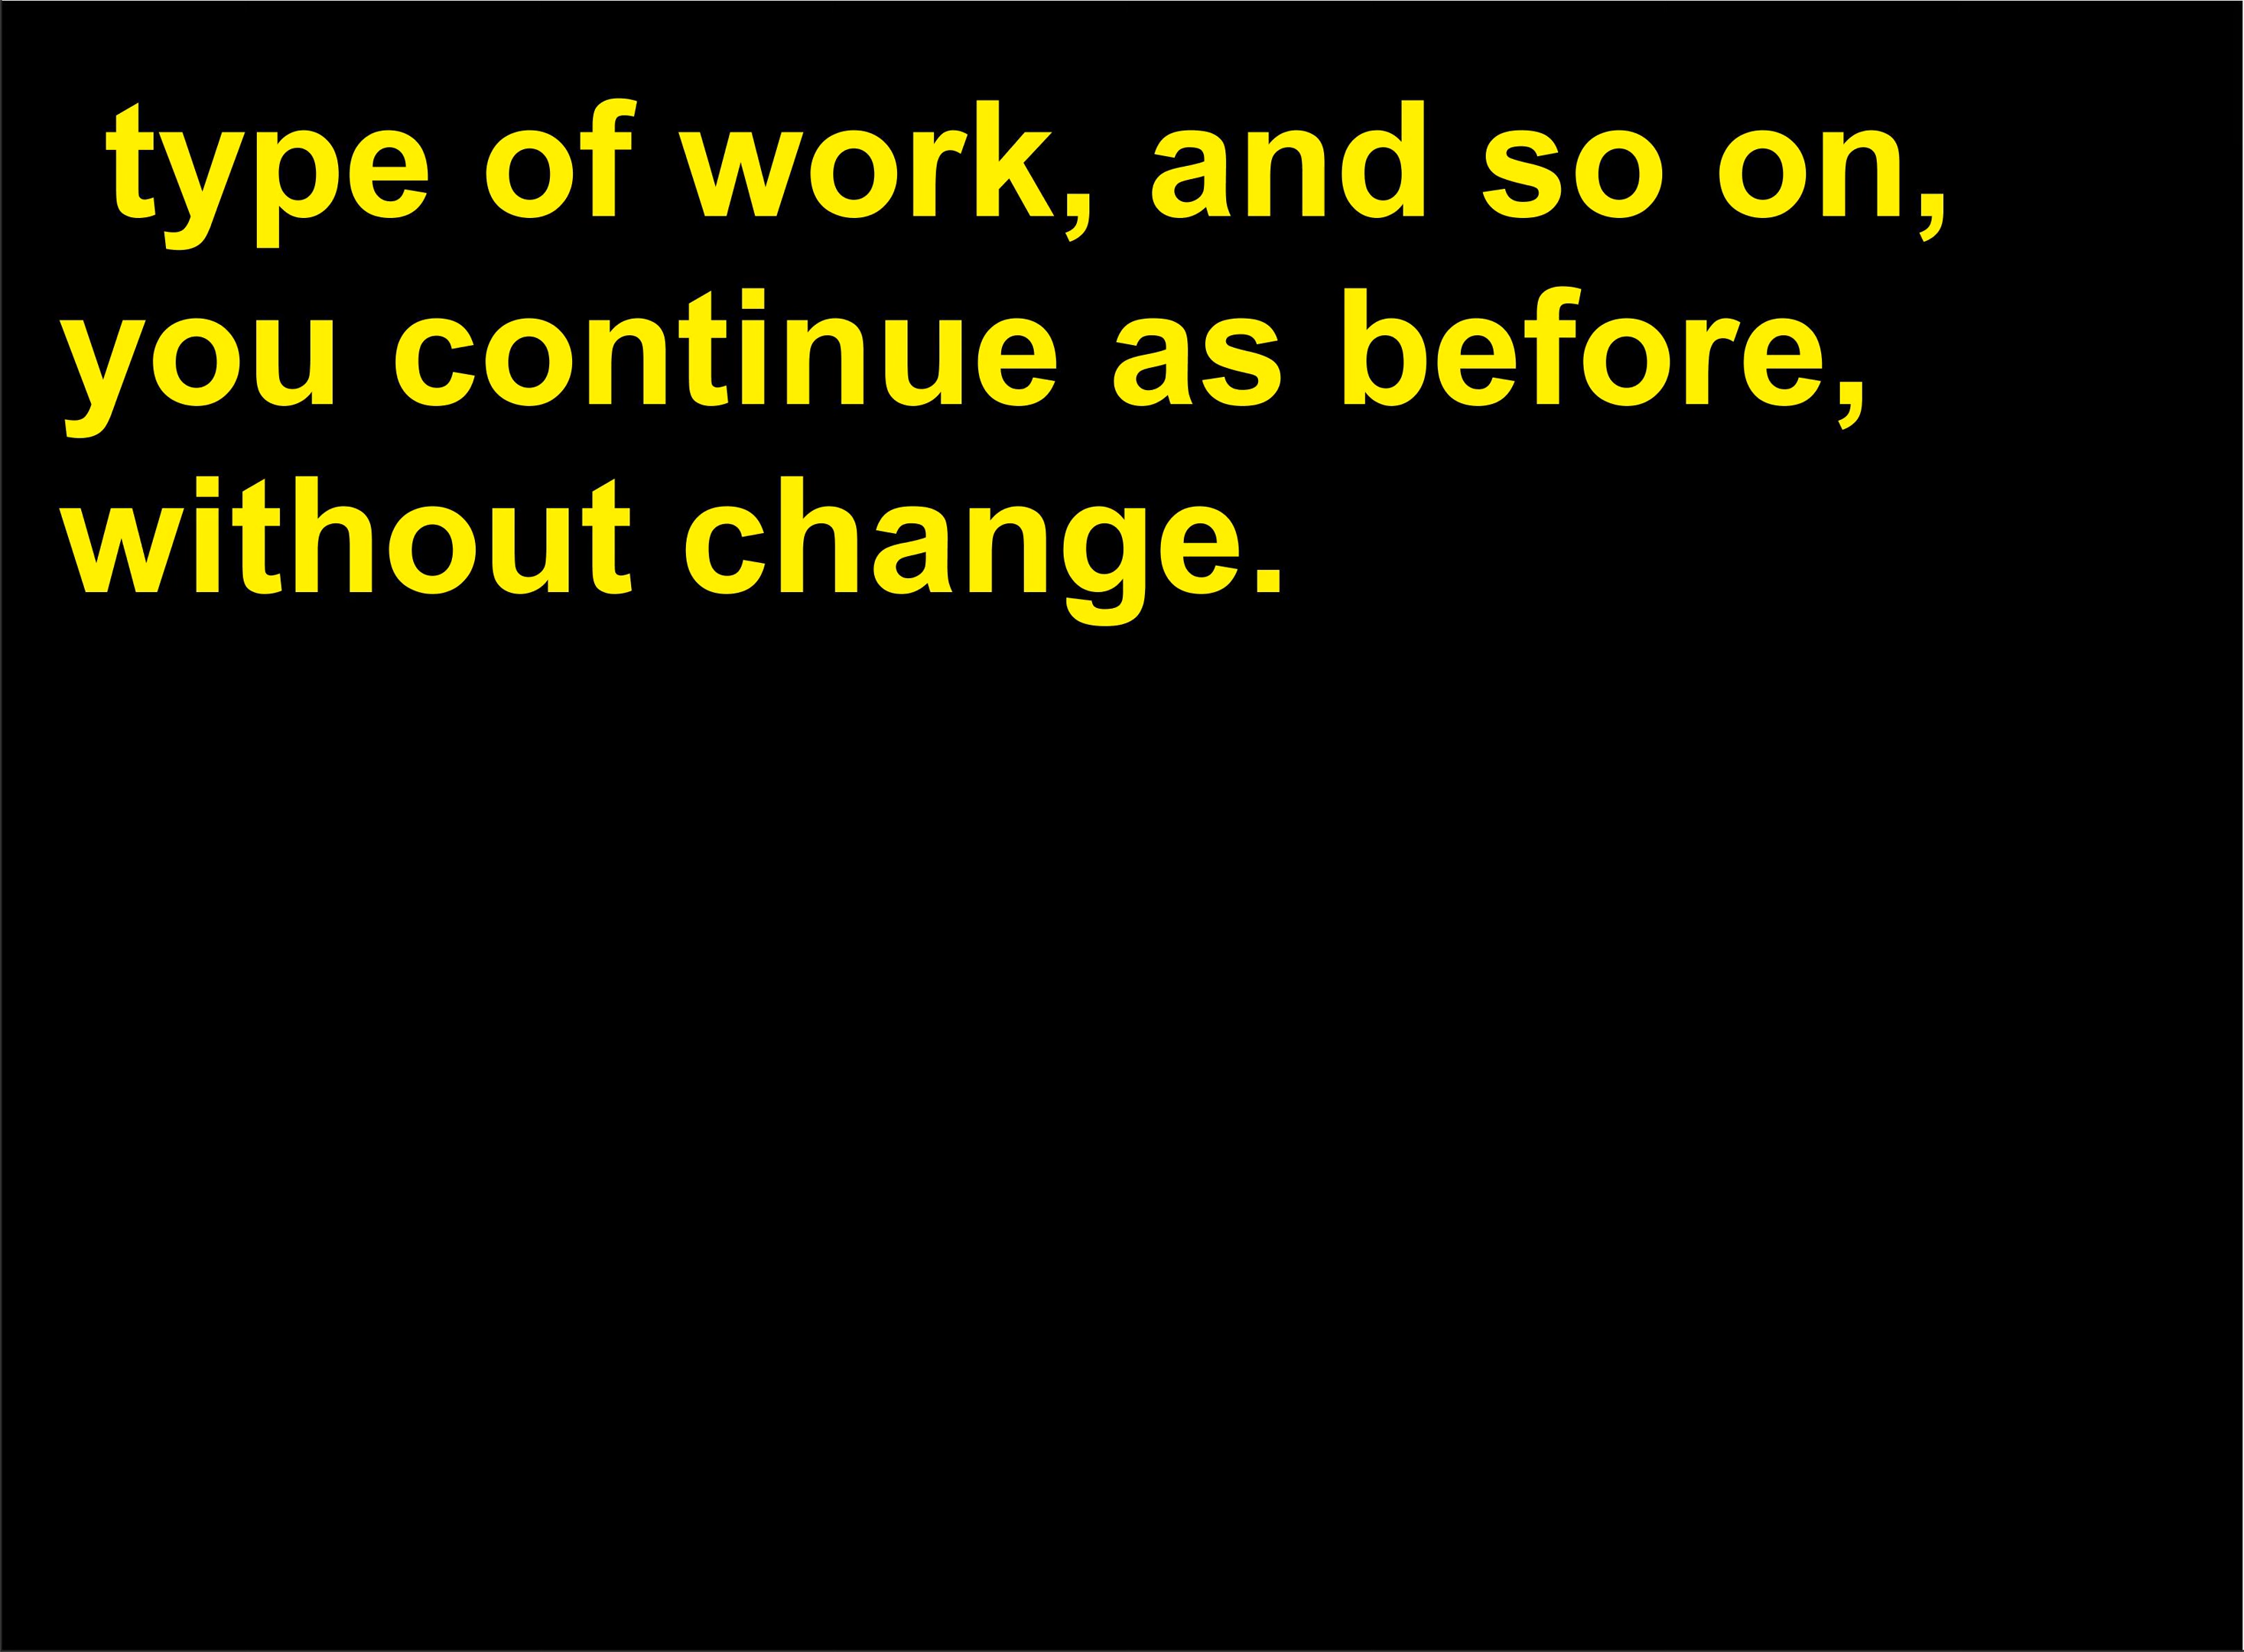 type of work, and so on,
you continue as before,
without change.